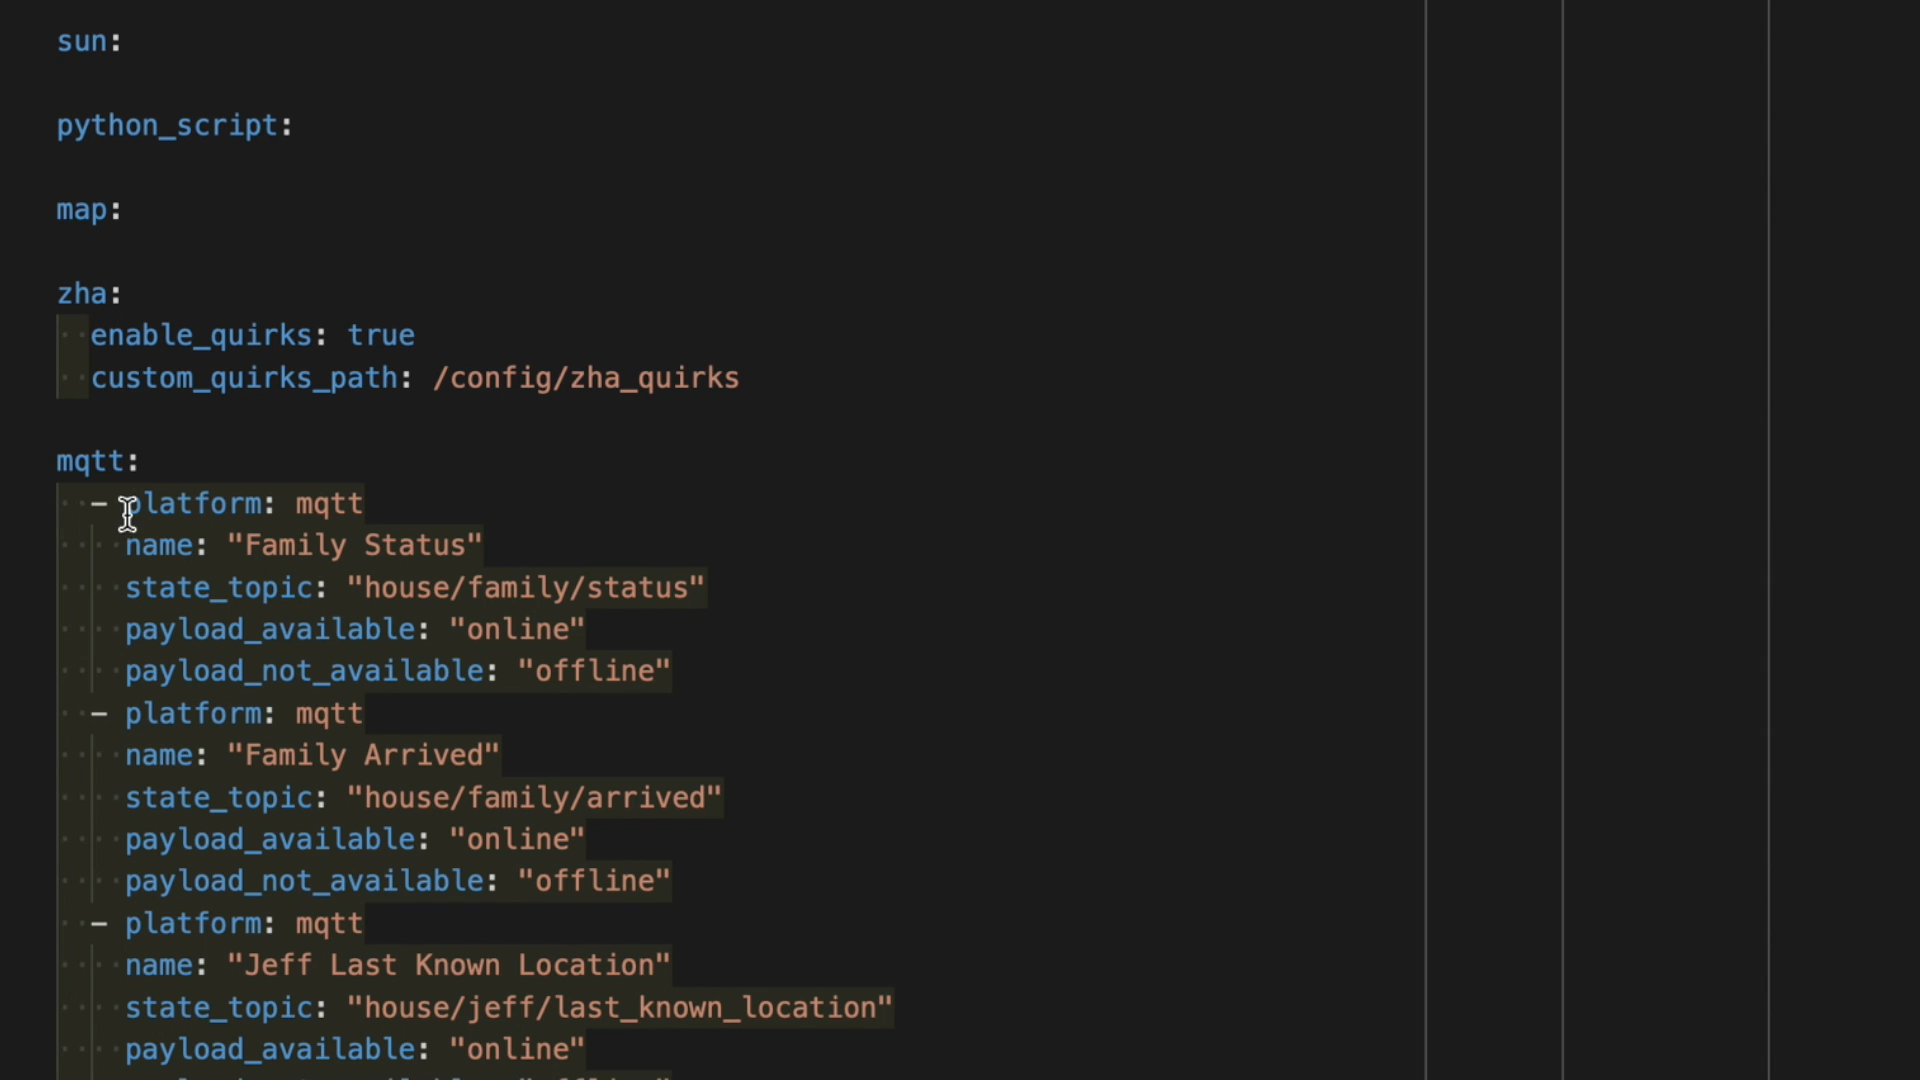 sun:
python_script:
map:
zha:
enable_quirks: true
custom_quirks_path: /config/zha_quirks
mqtt:
- platform: mqtt
name: "Family Status"
state_topic: "house/family/status"
payload_available: "online"
payload_not_available: "offline"
- platform: mqtt
name: "Family Arrived"
state_topic: "house/family/arrived"
payload_available: "online"
payload_not_available: "offline"
- platform: mqtt
name: "Jeff Last Known Location"
state_topic: "house/jeff/last_known_location"
payload_available: "online"